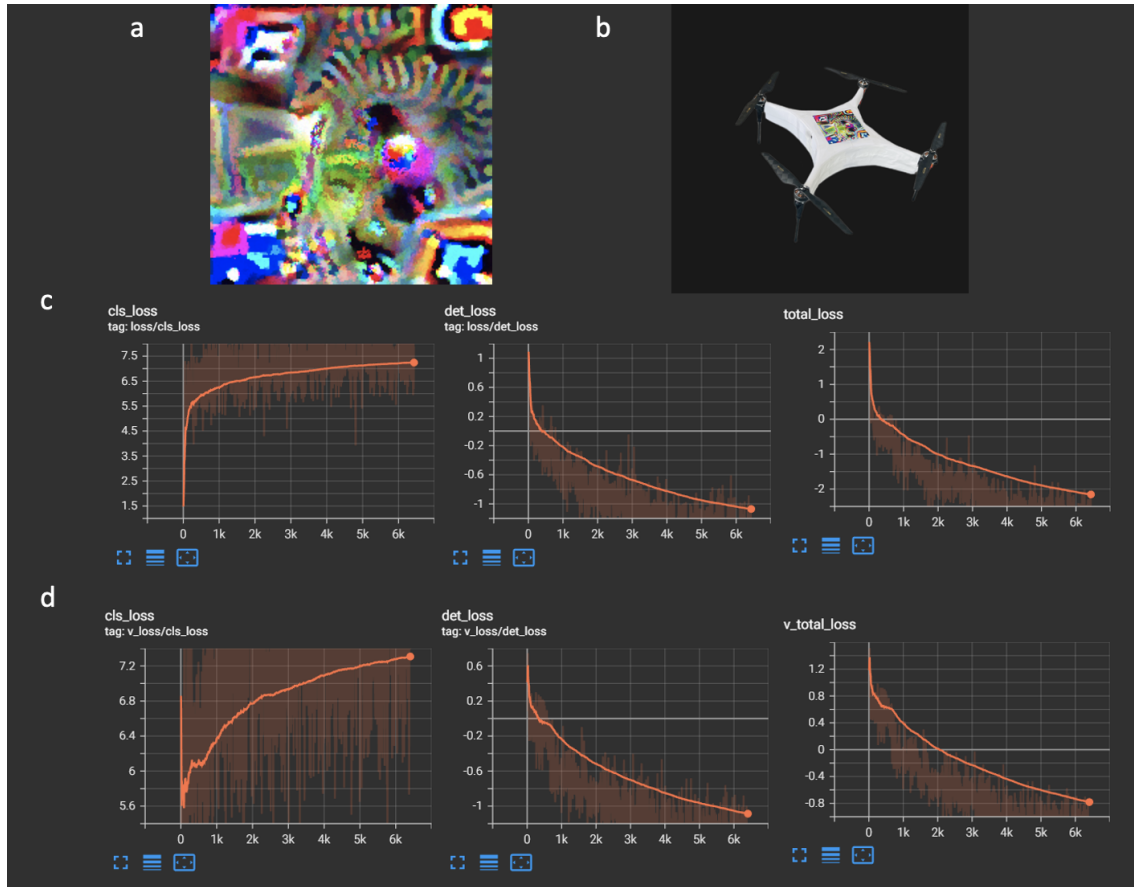 a
b
c
cls_loss
tag: loss/cls_loss
7.5
6.5
5.5
4.5
3.5
2.5
1.5
0 1k 2k 3k 4k 5k 6k
det_loss
tag: loss/det_loss
1
0.6
0.2
-0.2
-0.6
-1
0 1k 2k 3k 4k 5k 6k
total_loss
2
1
0
-1
-2
0 1k 2k 3k 4k 5k 6k
d
cls_loss
tag: v_loss/cls_loss
7.2
6.8
6.4
6
5.6
0 1k 2k 3k 4k 5k 6k
det_loss
tag: v_loss/det_loss
0.6
0.2
-0.2
-0.6
-1
0 1k 2k 3k 4k 5k 6k
v_total_loss
1.2
0.8
0.4
0
-0.4
-0.8
0 1k 2k 3k 4k 5k 6k